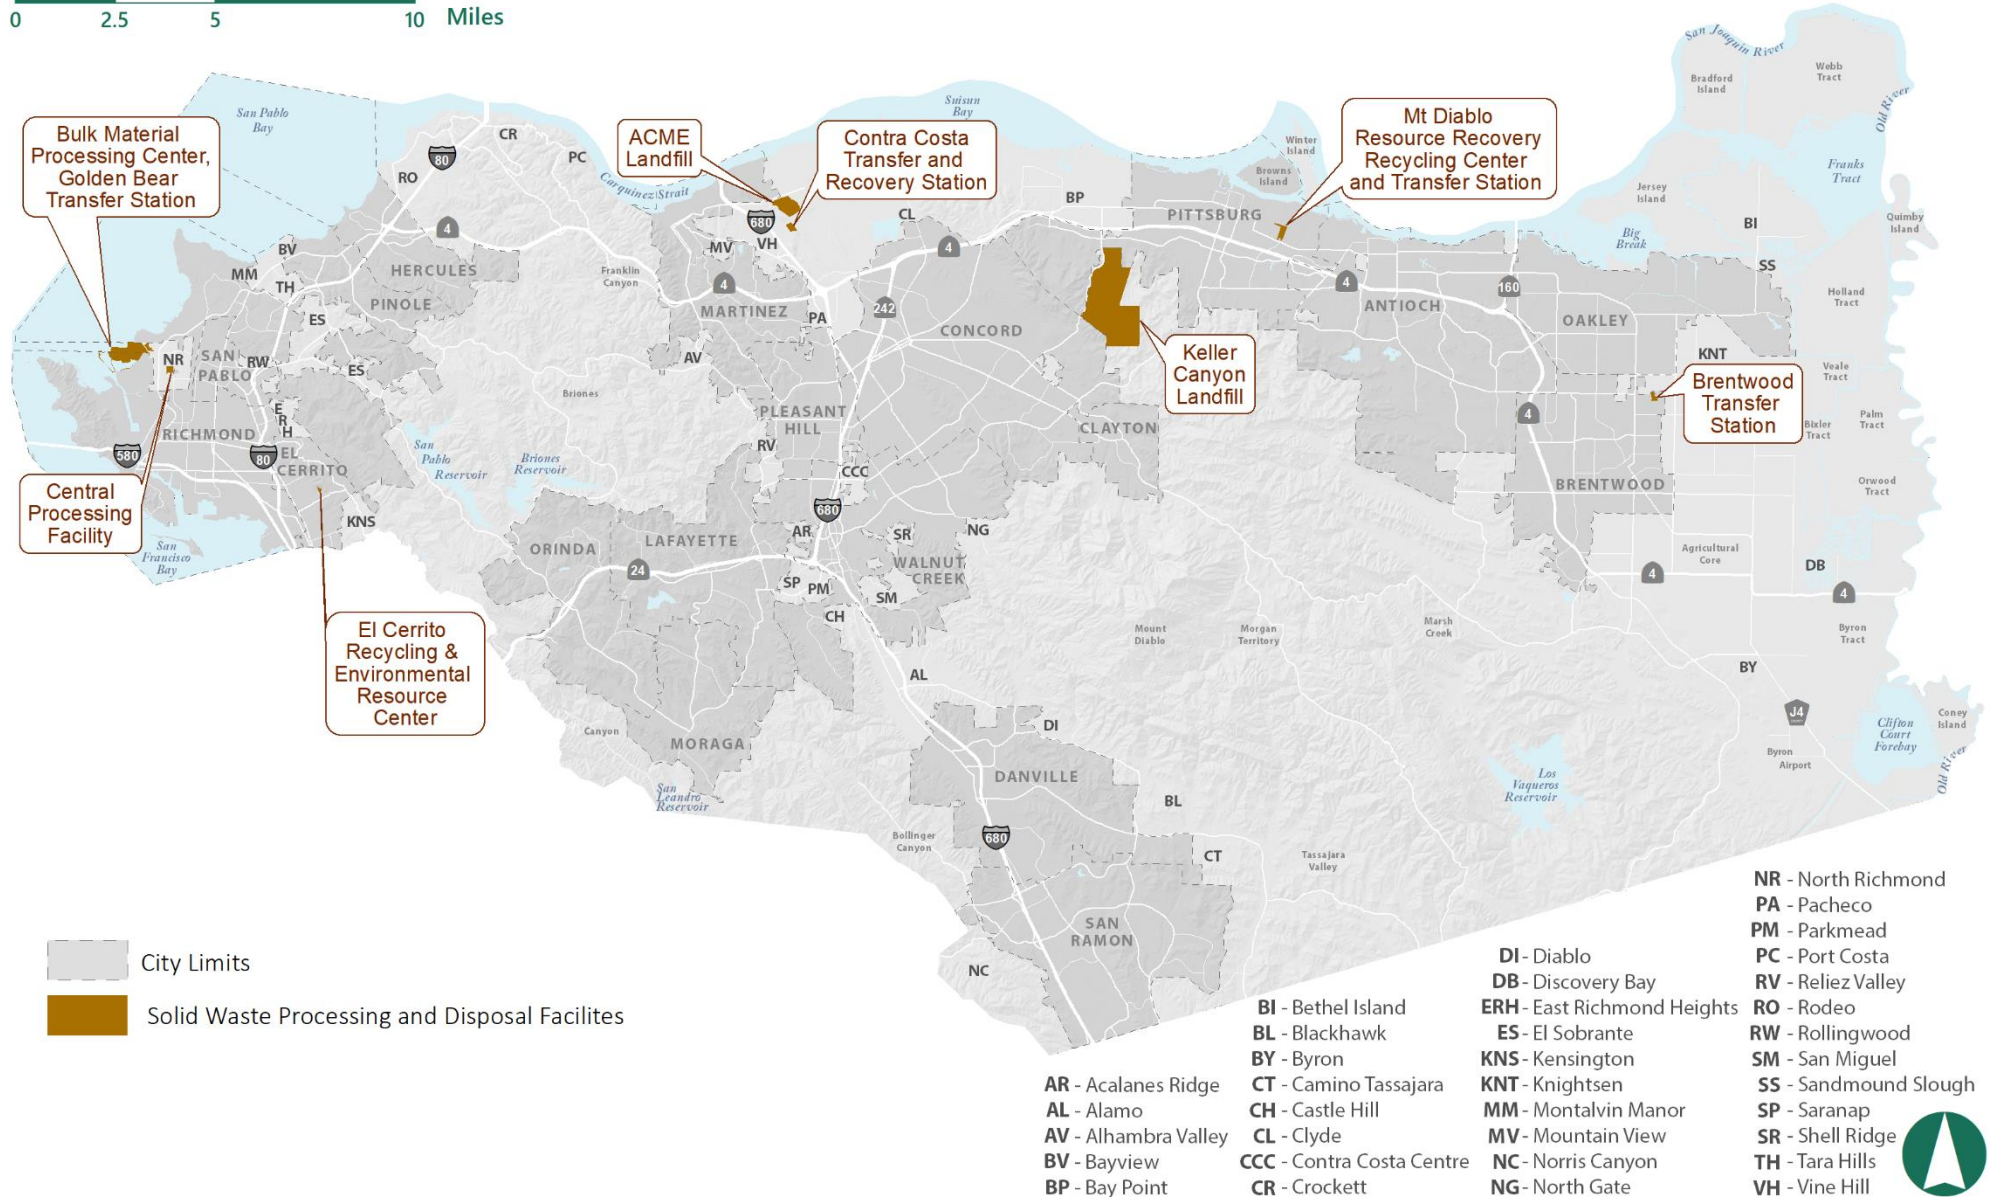 0 2.5 5 10 Miles
San Joaquin River
Webb
Tract
Bradford
Island
Old River
San Pablo
Bay
Suisun
Bay
Bulk Material
Processing Center,
Golden Bear
Transfer Station
ACME
Landfill
Contra Costa
Transfer and
Recovery Station
Mt Diablo
Resource Recovery
Recycling Center
and Transfer Station
CR
80
PC
RO
Carquinez Strait
Winter
Island
Browns
Island
Franks
Tract
Jersey
Island
Quimby
Island
BP
PITTSBURG
CL
680
4
MV
VH
4
BI
Big
Break
BV
MM
TH
HERCULES
PINOLE
Franklin
Canyon
4
MARTINEZ
PA
242
CONCORD
4
ANTIOCH
160
OAKLEY
SS
Holland
Tract
ES
NR
SAN
PABLO
RW
ES
AV
Keller
Canyon
Landfill
KNT
Veale
Tract
Brentwood
Transfer
Station
Briones
E
R
H
RICHMOND
PLEASANT
HILL
CLAYTON
4
Bixler
Tract
Palm
Tract
580
80
EL
CERRITO
San
Pablo
Reservoir
Briones
Reservoir
RV
CCC
BRENTWOOD
Orwood
Tract
Central
Processing
Facility
KNS
San
Francisco
Bay
680
ORINDA
LAFAYETTE
AR
SR
NG
WALNUT
CREEK
24
SP
PM
SM
CH
Agricultural
Core
4
DB
4
El Cerrito
Recycling &
Environmental
Resource
Center
Mount
Diablo
Morgan
Territory
Marsh
Creek
Byron
Tract
AL
BY
J4
Clifton
Court
Forebay
Coney
Island
Old River
Canyon
MORAGA
DI
DANVILLE
Byron
Airport
San
Leandro
Reservoir
Los
Vaqueros
Reservoir
BL
Bollinger
Canyon
680
CT
Tassajara
Valley
SAN
RAMON
NC
City Limits
Solid Waste Processing and Disposal Facilites
AR - Acalanes Ridge
AL - Alamo
AV - Alhambra Valley
BV - Bayview
BP - Bay Point
BI - Bethel Island
BL - Blackhawk
BY - Byron
CT - Camino Tassajara
CH - Castle Hill
CL - Clyde
CCC - Contra Costa Centre
CR - Crockett
DI - Diablo
DB - Discovery Bay
ERH - East Richmond Heights
ES - El Sobrante
KNS - Kensington
KNT - Knightsen
MM - Montalvin Manor
MV - Mountain View
NC - Norris Canyon
NG - North Gate
NR - North Richmond
PA - Pacheco
PM - Parkmead
PC - Port Costa
RV - Reliez Valley
RO - Rodeo
RW - Rollingwood
SM - San Miguel
SS - Sandmound Slough
SP - Saranap
SR - Shell Ridge
TH - Tara Hills
VH - Vine Hill